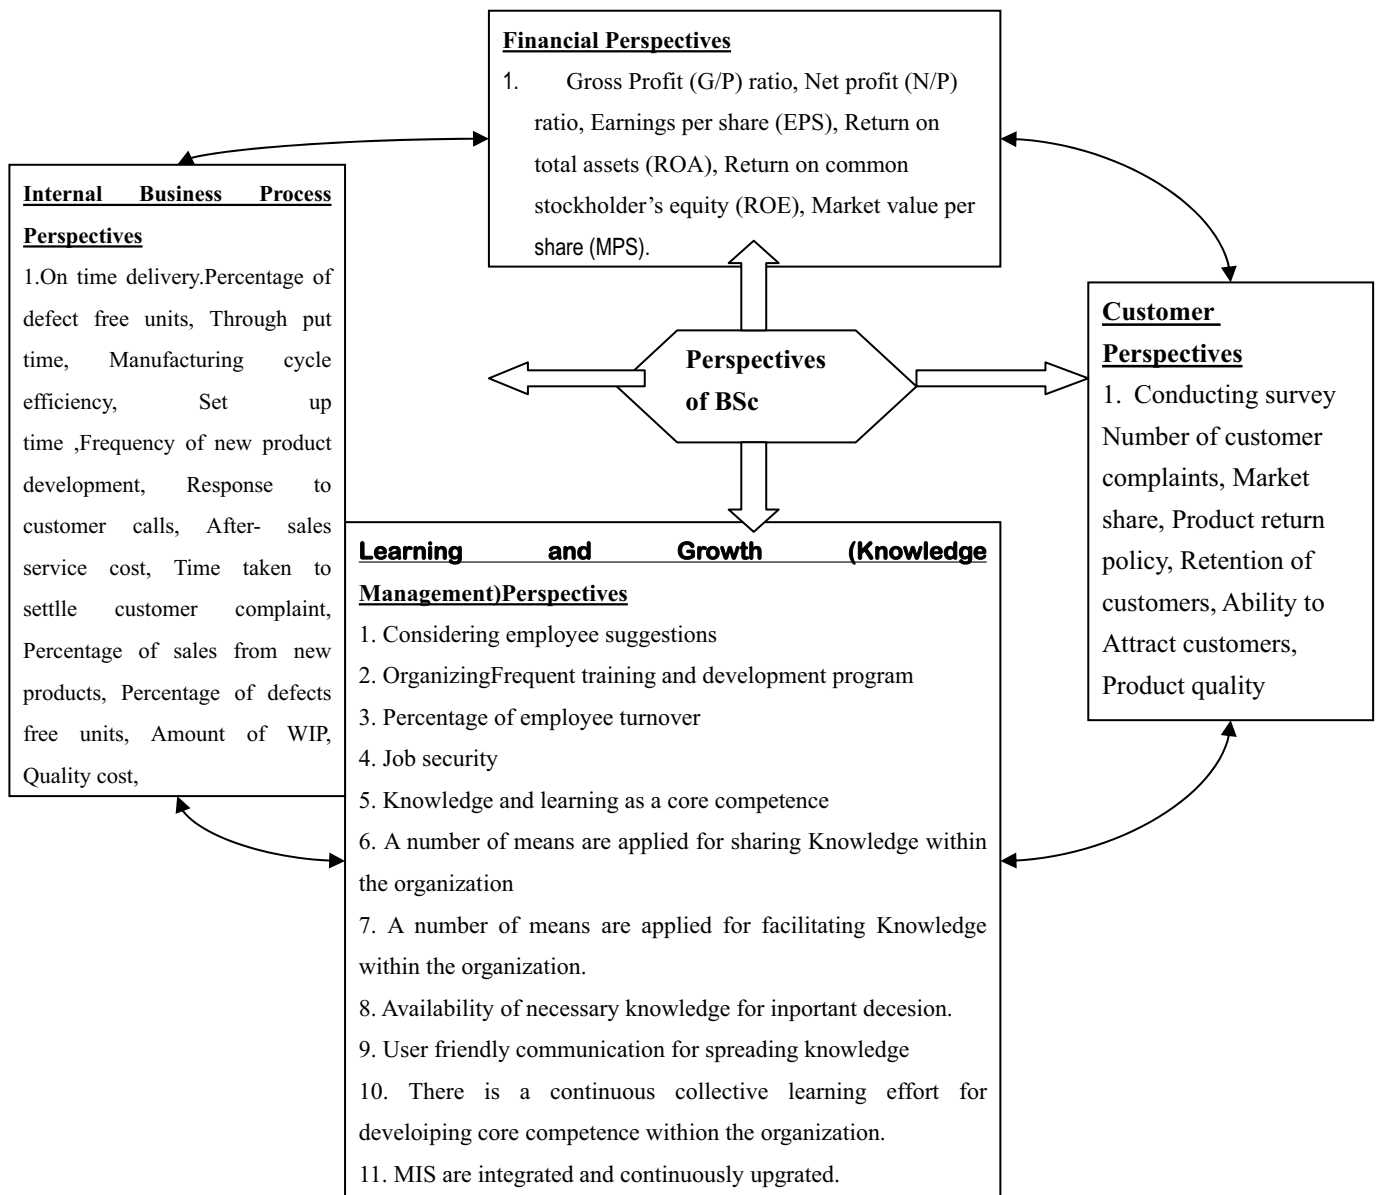 Financial Perspectives
1. Gross Profit (G/P) ratio, Net profit (N/P)
ratio, Earnings per share (EPS), Return on
total assets (ROA), Return on common
stockholder’s equity (ROE), Market value per
share (MPS).
Internal Business Process
Perspectives
1.On time delivery.Percentage of
defect free units, Through put
time, Manufacturing cycle
efficiency, Set up
time ,Frequency of new product
development, Response to
customer calls, After- sales
service cost, Time taken to
settlle customer complaint,
Percentage of sales from new
products, Percentage of defects
free units, Amount of WIP,
Quality cost,
Perspectives
of BSc
Customer
Perspectives
1. Conducting survey
Number of customer
complaints, Market
share, Product return
policy, Retention of
customers, Ability to
Attract customers,
Product quality
Learning and Growth (Knowledge
Management)Perspectives
1. Considering employee suggestions
2. OrganizingFrequent training and development program
3. Percentage of employee turnover
4. Job security
5. Knowledge and learning as a core competence
6. A number of means are applied for sharing Knowledge within
the organization
7. A number of means are applied for facilitating Knowledge
within the organization.
8. Availability of necessary knowledge for inportant decesion.
9. User friendly communication for spreading knowledge
10. There is a continuous collective learning effort for
develoiping core competence withion the organization.
11. MIS are integrated and continuously upgrated.